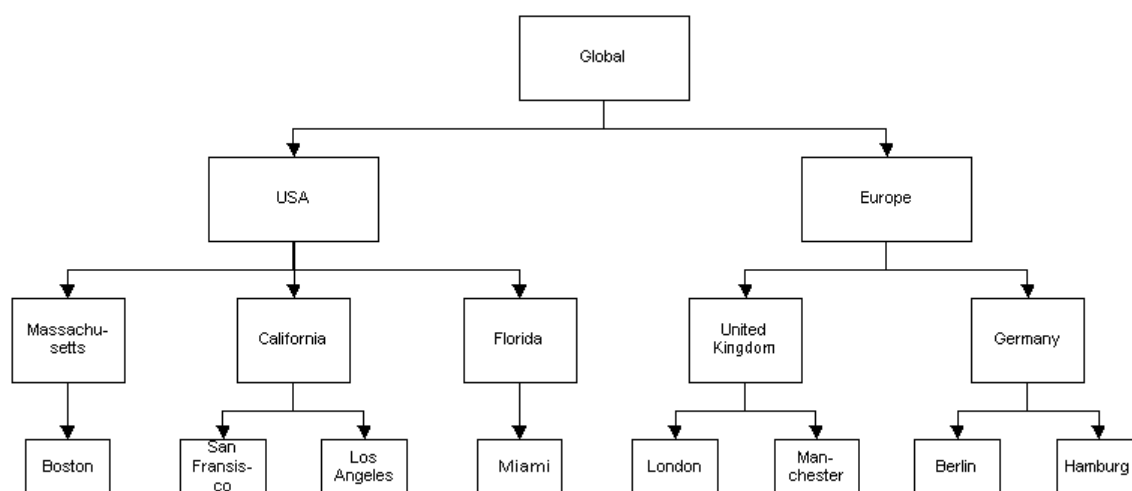 Global
USA
Europe
Massachu-
setts
California
Florida
United
Kingdom
Germany
Boston
San
Fransis-
co
Los
Angeles
Miami
London
Man-
chester
Berlin
Hamburg